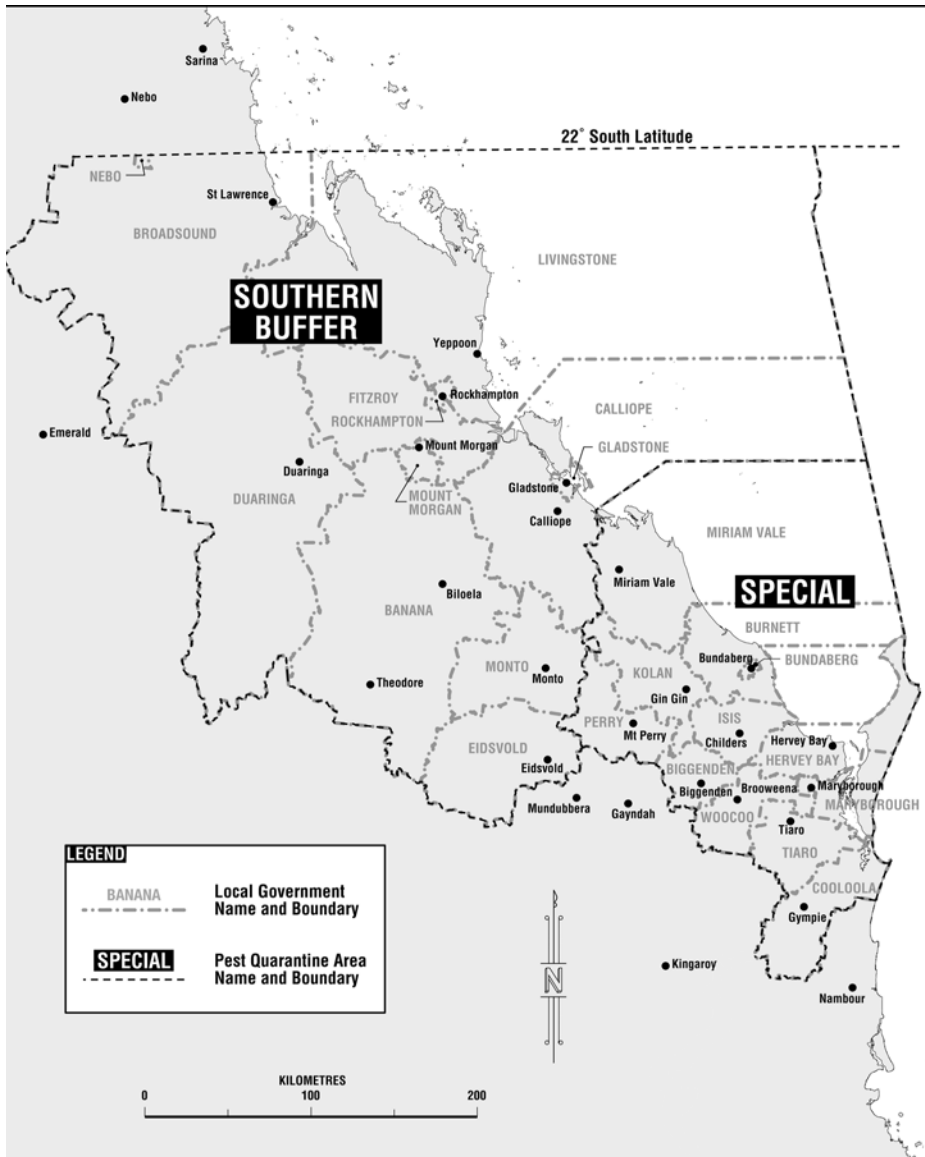 Sarina
Nebo
22° South Latitude
NEBO
St Lawrence
BROADSOUND
LIVINGSTONE
SOUTHERN
BUFFER
Yeppoon
FITZROY
Rockhampton
ROCKHAMPTON
CALLIOPE
Emerald
Mount Morgan
GLADSTONE
Duaringa
DUARINGA
MOUNT
MORGAN
Gladstone
Calliope
MIRIAM VALE
Miriam Vale
SPECIAL
Biloela
BANANA
BURNETT
Bundaberg
BUNDABERG
MONTO
Monto
KOLAN
Theodore
Gin Gin
PERRY
Mt Perry
ISIS
Childers
Hervey Bay
EIDSVOLD
Eidsvold
HERVEY BAY
BIGGENDEN
Biggenden
Brooweena
Maryborough
MARYBOROUGH
Mundubbera
Gayndah
WOOCOO
Tiaro
TIARO
COOLOOLA
Gympie
LEGEND
BANANA
Local Government
Name and Boundary
SPECIAL
Pest Quarantine Area
Name and Boundary
N
Kingaroy
Nambour
KILOMETRES
0 100 200